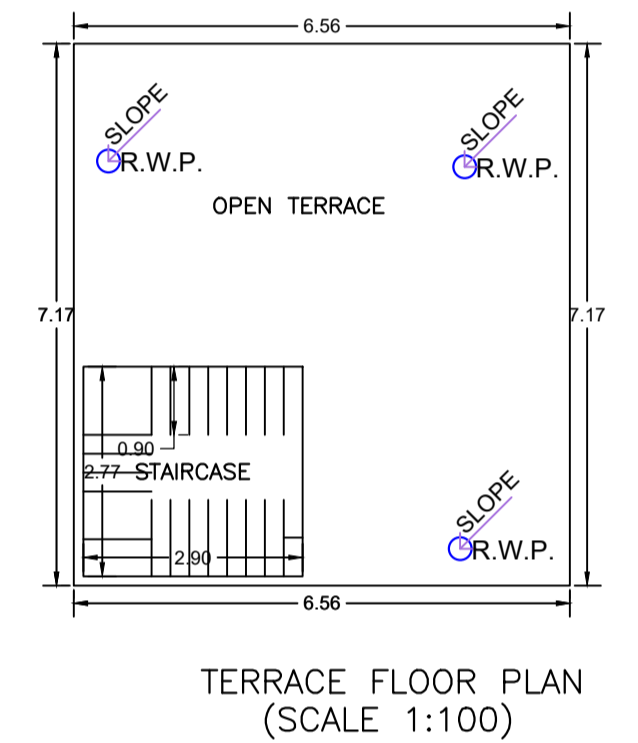 6.56
SLOPE
R.W.P.
SLOPE
R.W.P.
OPEN TERRACE
7.17
7.17
0.90
2.77
STAIRCASE
SLOPE
R.W.P.
2.90
6.56
TERRACE FLOOR PLAN
(SCALE 1:100)